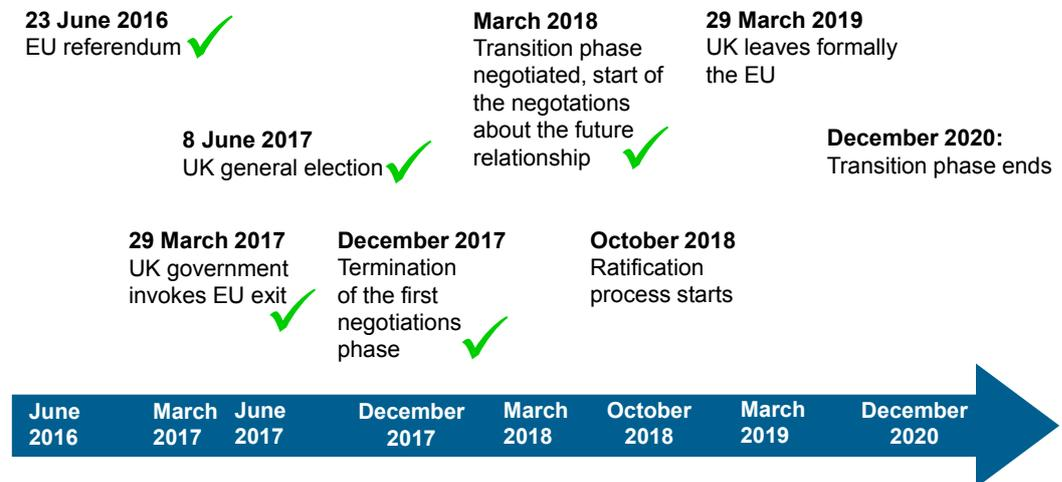 23 June 2016
EU referendum
March 2018
Transition phase
negotiated, start of
the negotations
about the future
relationship
29 March 2019
UK leaves formally
the EU
8 June 2017
UK general election
December 2020:
Transition phase ends
29 March 2017
UK government
invokes EU exit
December 2017
Termination
of the first
negotiations
phase
October 2018
Ratification
process starts
June
2016
March
2017
June
2017
December
2017
March
2018
October
2018
March
2019
December
2020